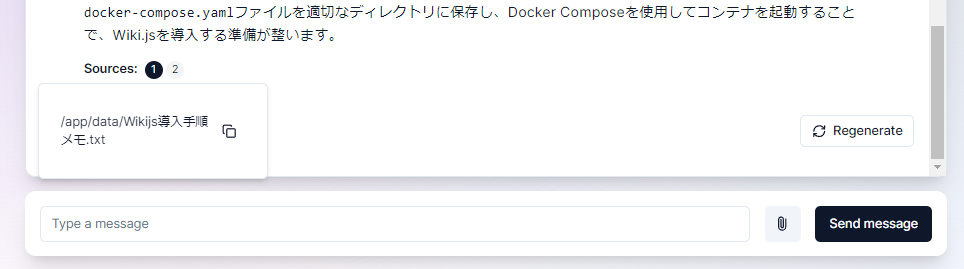 docker-compose.yamlファイルを適切なディレクトリに保存し、Docker Composeを使用してコンテナを起動すること
で、Wiki.jsを導入する準備が整います。
Sources: 1 2
/app/data/Wikijs導入手順
メモ.txt
Regenerate
Type a message
Send message